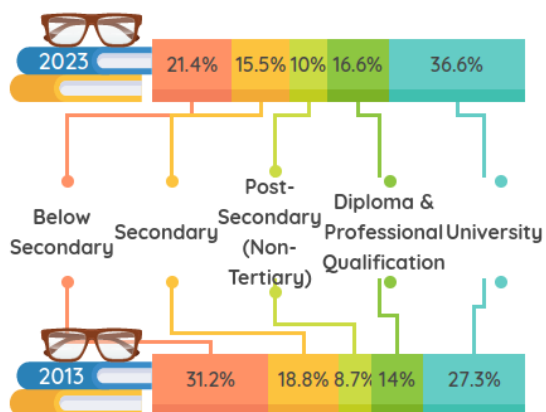 2023
21.4% 15.5% 10% 16.6% 36.6%
Below
Secondary
Secondary
Post-
Secondary
(Non-
Tertiary)
Diploma &
Professional
Qualification
University
2013
31.2% 18.8% 8.7% 14% 27.3%